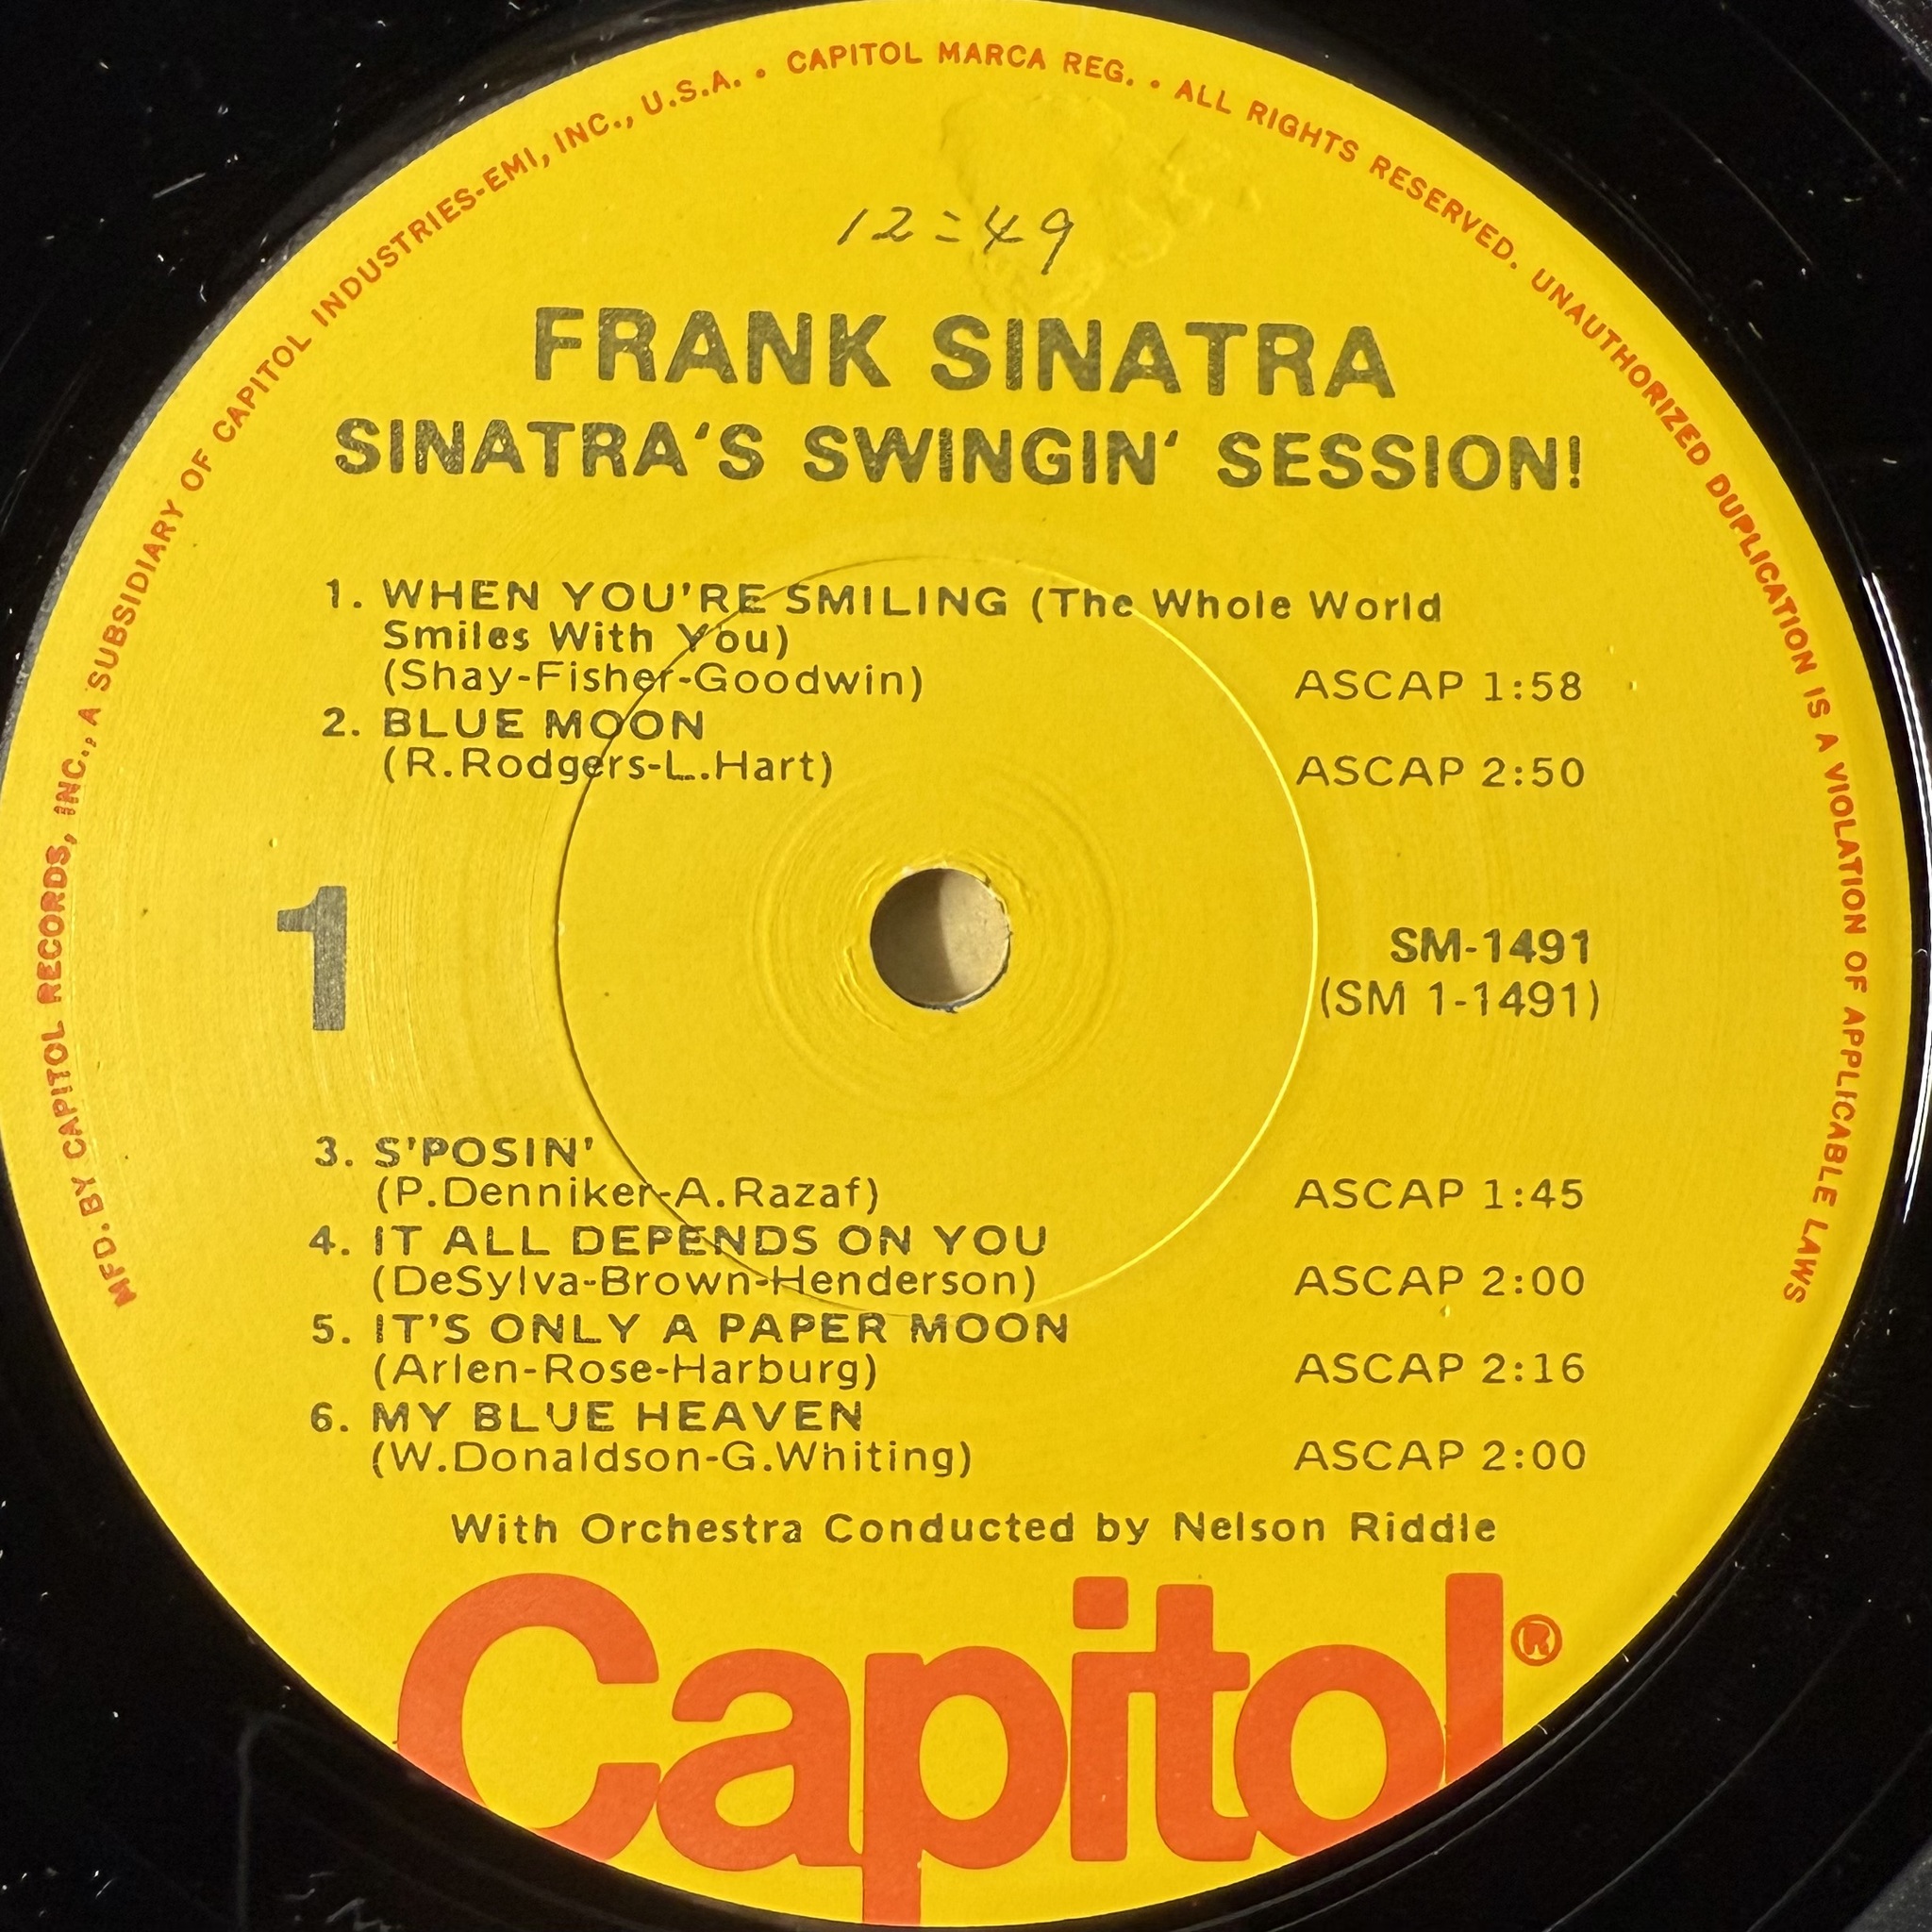 MFD. BY CAPITOL RECORDS, INC., A SUBSIDIARY OF CAPITOL INDUSTRIES-EMI, INC., U.S.A. • CAPITOL MARCA REG. • ALL RIGHTS RESERVED. UNAUTHORIZED DUPLICATION IS A VIOLATION OF APPLICABLE LAWS
12=49
FRANK SINATRA
SINATRA'S SWINGIN' SESSION!
1. WHEN YOU'RE SMILING (The Whole World
Smiles With You)
(Shay-Fisher-Goodwin) ASCAP 1:58
2. BLUE MOON
(R.Rodgers-L.Hart) ASCAP 2:50
1
SM-1491
(SM 1-1491)
3. S'POSIN'
(P.Denniker-A.Razaf) ASCAP 1:45
4. IT ALL DEPENDS ON YOU
(DeSylva-Brown-Henderson) ASCAP 2:00
5. IT'S ONLY A PAPER MOON
(Arlen-Rose-Harburg) ASCAP 2:16
6. MY BLUE HEAVEN
(W.Donaldson-G.Whiting) ASCAP 2:00
With Orchestra Conducted by Nelson Riddle
Capitol®